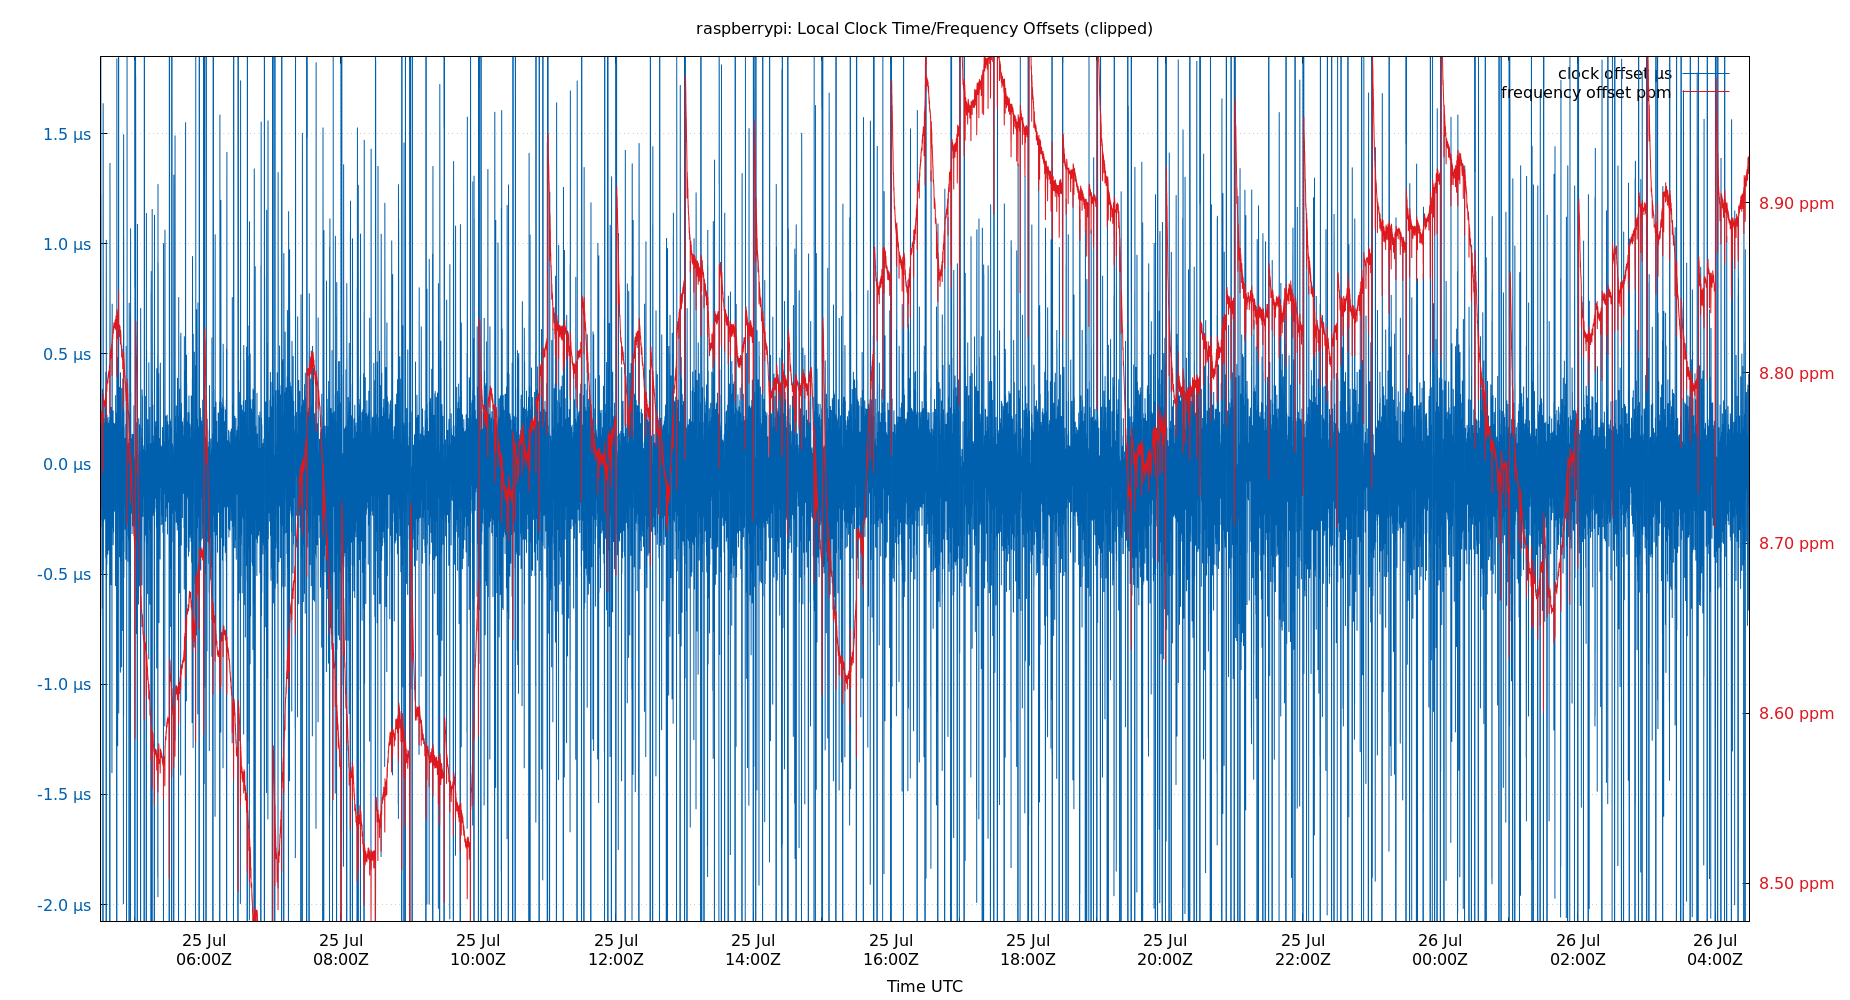 raspberrypi: Local Clock Time/Frequency Offsets (clipped)
clock offset µs
frequency offset ppm
1.5 µs
1.0 µs
0.5 µs
0.0 µs
-0.5 µs
-1.0 µs
-1.5 µs
-2.0 µs
8.90 ppm
8.80 ppm
8.70 ppm
8.60 ppm
8.50 ppm
25 Jul 25 Jul 25 Jul 25 Jul 25 Jul 25 Jul 25 Jul 25 Jul 25 Jul 26 Jul 26 Jul 26 Jul
06:00Z 08:00Z 10:00Z 12:00Z 14:00Z 16:00Z 18:00Z 20:00Z 22:00Z 00:00Z 02:00Z 04:00Z
Time UTC